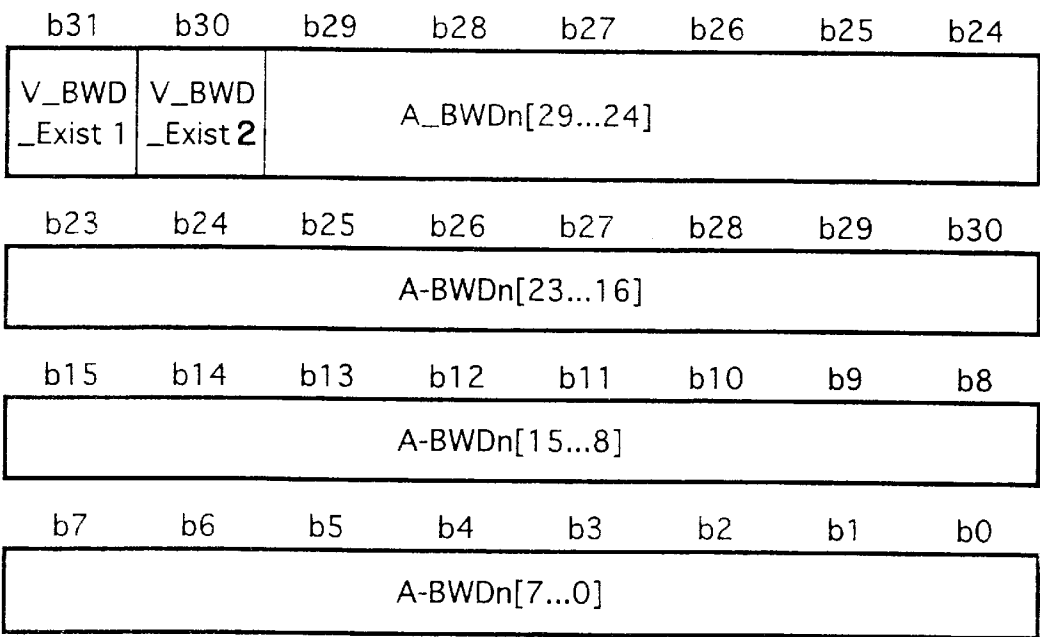 b31 b30 b29 b28 b27 b26 b25 b24
V_BWD V_BWD
A_BWDn[29...24]
_Exist 1 _Exist 2
b23 b24 b25 b26 b27 b28 b29 b30
A-BWDn[23...16]
b15 b14 b13 b12 b11 b10 b9 b8
A-BWDn[15...8]
b7 b6 b5 b4 b3 b2 b1 b0
A-BWDn[7...0]